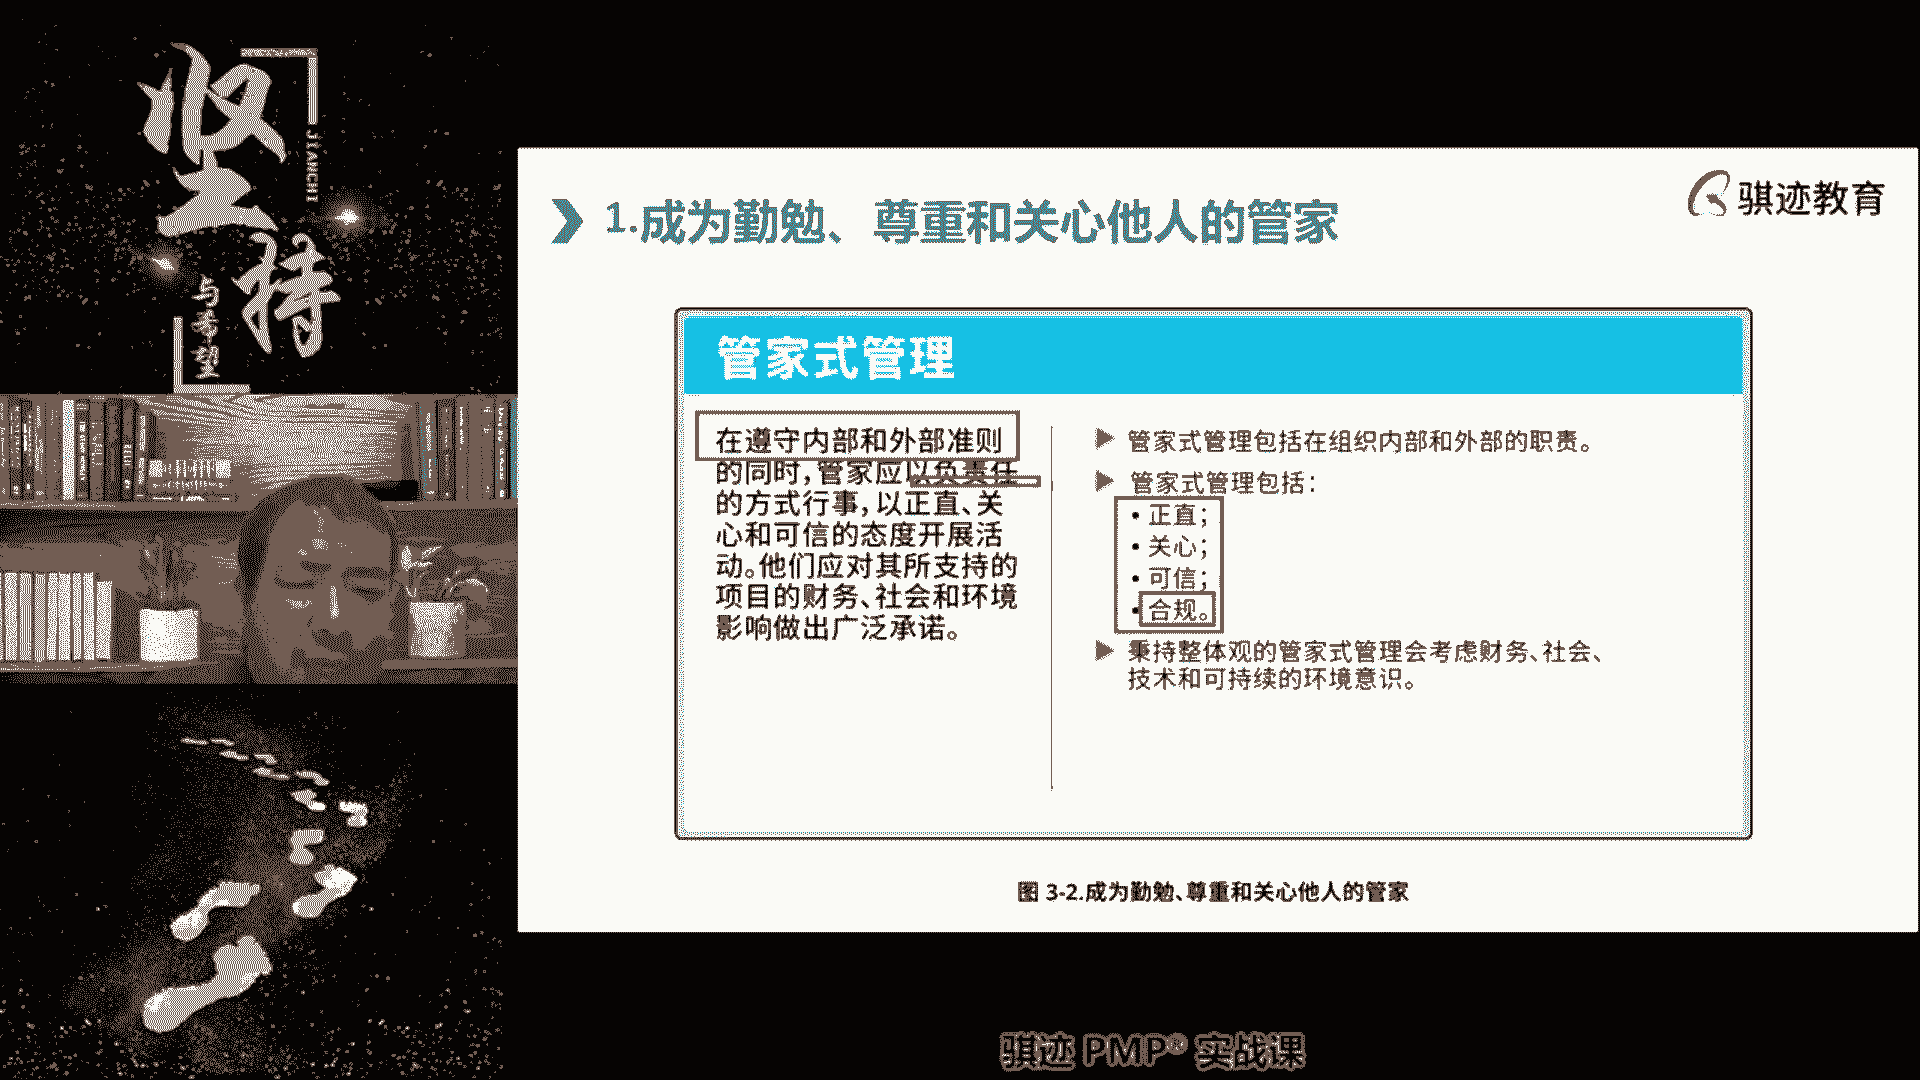 坚持
JIANCHI
与希望
骐迹教育
1.成为勤勉、尊重和关心他人的管家
管家式管理
在遵守内部和外部准则
的同时,管家应以负责任
的方式行事,以正直、关
心和可信的态度开展活
动。他们应对其所支持的
项目的财务、社会和环境
影响做出广泛承诺。
管家式管理包括在组织内部和外部的职责。
管家式管理包括:
• 正直;
• 关心;
• 可信;
• 合规。
秉持整体观的管家式管理会考虑财务、社会、
技术和可持续的环境意识。
图 3-2.成为勤勉、尊重和关心他人的管家
骐迹 PMP® 实战课